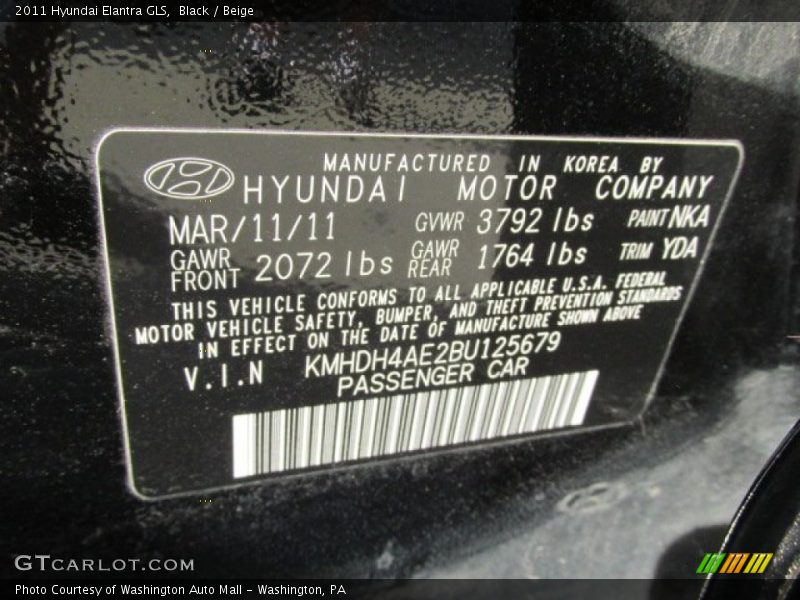 2011 Hyundai Elantra GLS, Black / Beige
MANUFACTURED IN KOREA BY
HYUNDAI MOTOR COMPANY
MAR/11/11 GVWR 3792 lbs PAINT NKA
GAWR FRONT 2072 lbs GAWR REAR 1764 lbs TRIM YDA
THIS VEHICLE CONFORMS TO ALL APPLICABLE U.S.A. FEDERAL
MOTOR VEHICLE SAFETY, BUMPER, AND THEFT PREVENTION STANDARDS
IN EFFECT ON THE DATE OF MANUFACTURE SHOWN ABOVE
V.I.N KMHDH4AE2BU125679
PASSENGER CAR
GTCARLOT.COM
Photo Courtesy of Washington Auto Mall - Washington, PA